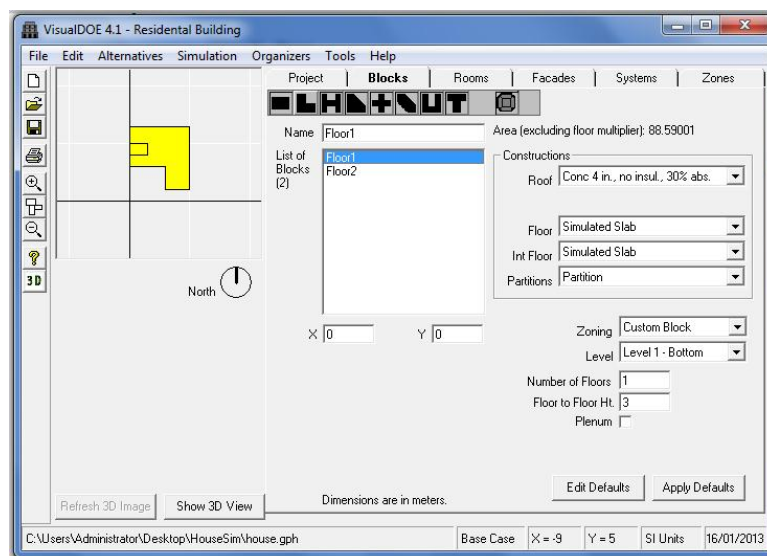 VisualDOE 4.1 - Residental Building
File Edit Alternatives Simulation Organizers Tools Help
Project Blocks Rooms Facades Systems Zones
Name Floor1 Area (excluding floor multiplier): 88.59001
List of Blocks (2)
Floor1
Floor2
Constructions
Roof Conc 4 in., no insul., 30% abs.
Floor Simulated Slab
Int Floor Simulated Slab
Partitions Partition
3D
North
X 0 Y 0
Zoning Custom Block
Level Level 1 - Bottom
Number of Floors 1
Floor to Floor Ht. 3
Plenum
Edit Defaults Apply Defaults
Refresh 3D Image Show 3D View Dimensions are in meters.
C:\Users\Administrator\Desktop\HouseSim\house.gph Base Case X = -9 Y = 5 SI Units 16/01/2013